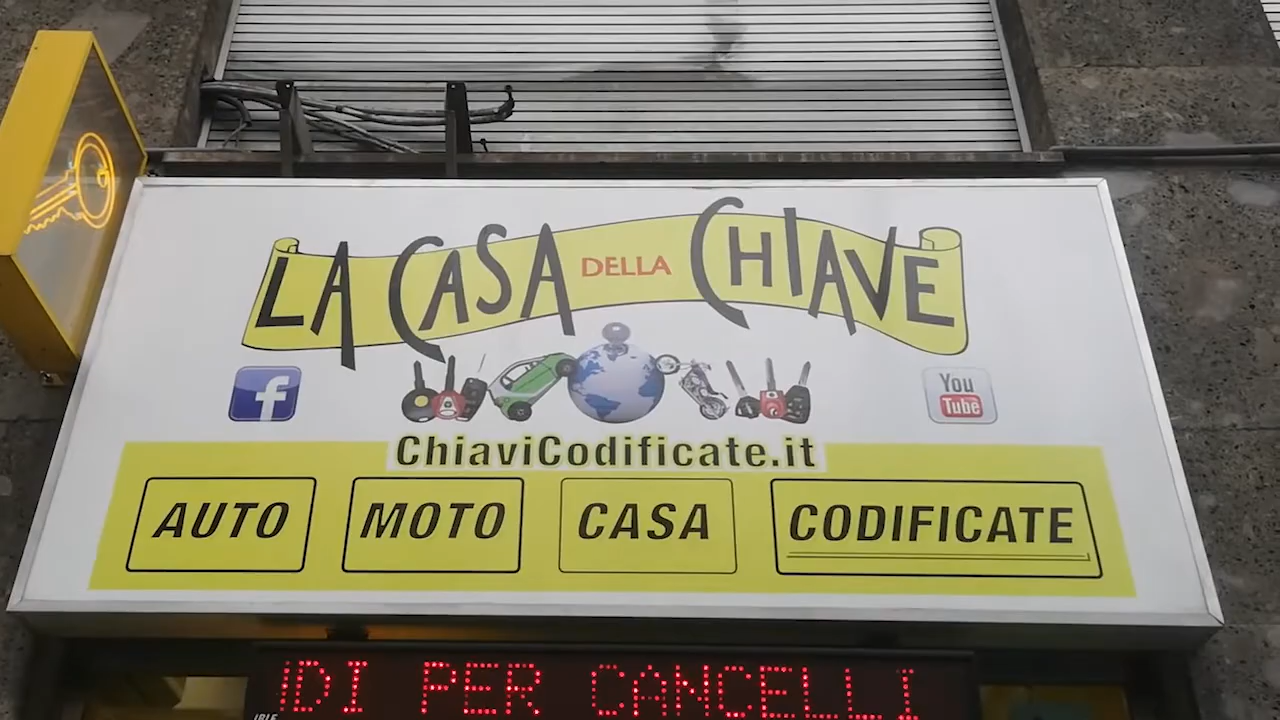 LA CASA DELLA CHIAVE
f
You
Tube
ChiaviCodificate.it
AUTO MOTO CASA CODIFICATE
DI PER CANCELLI